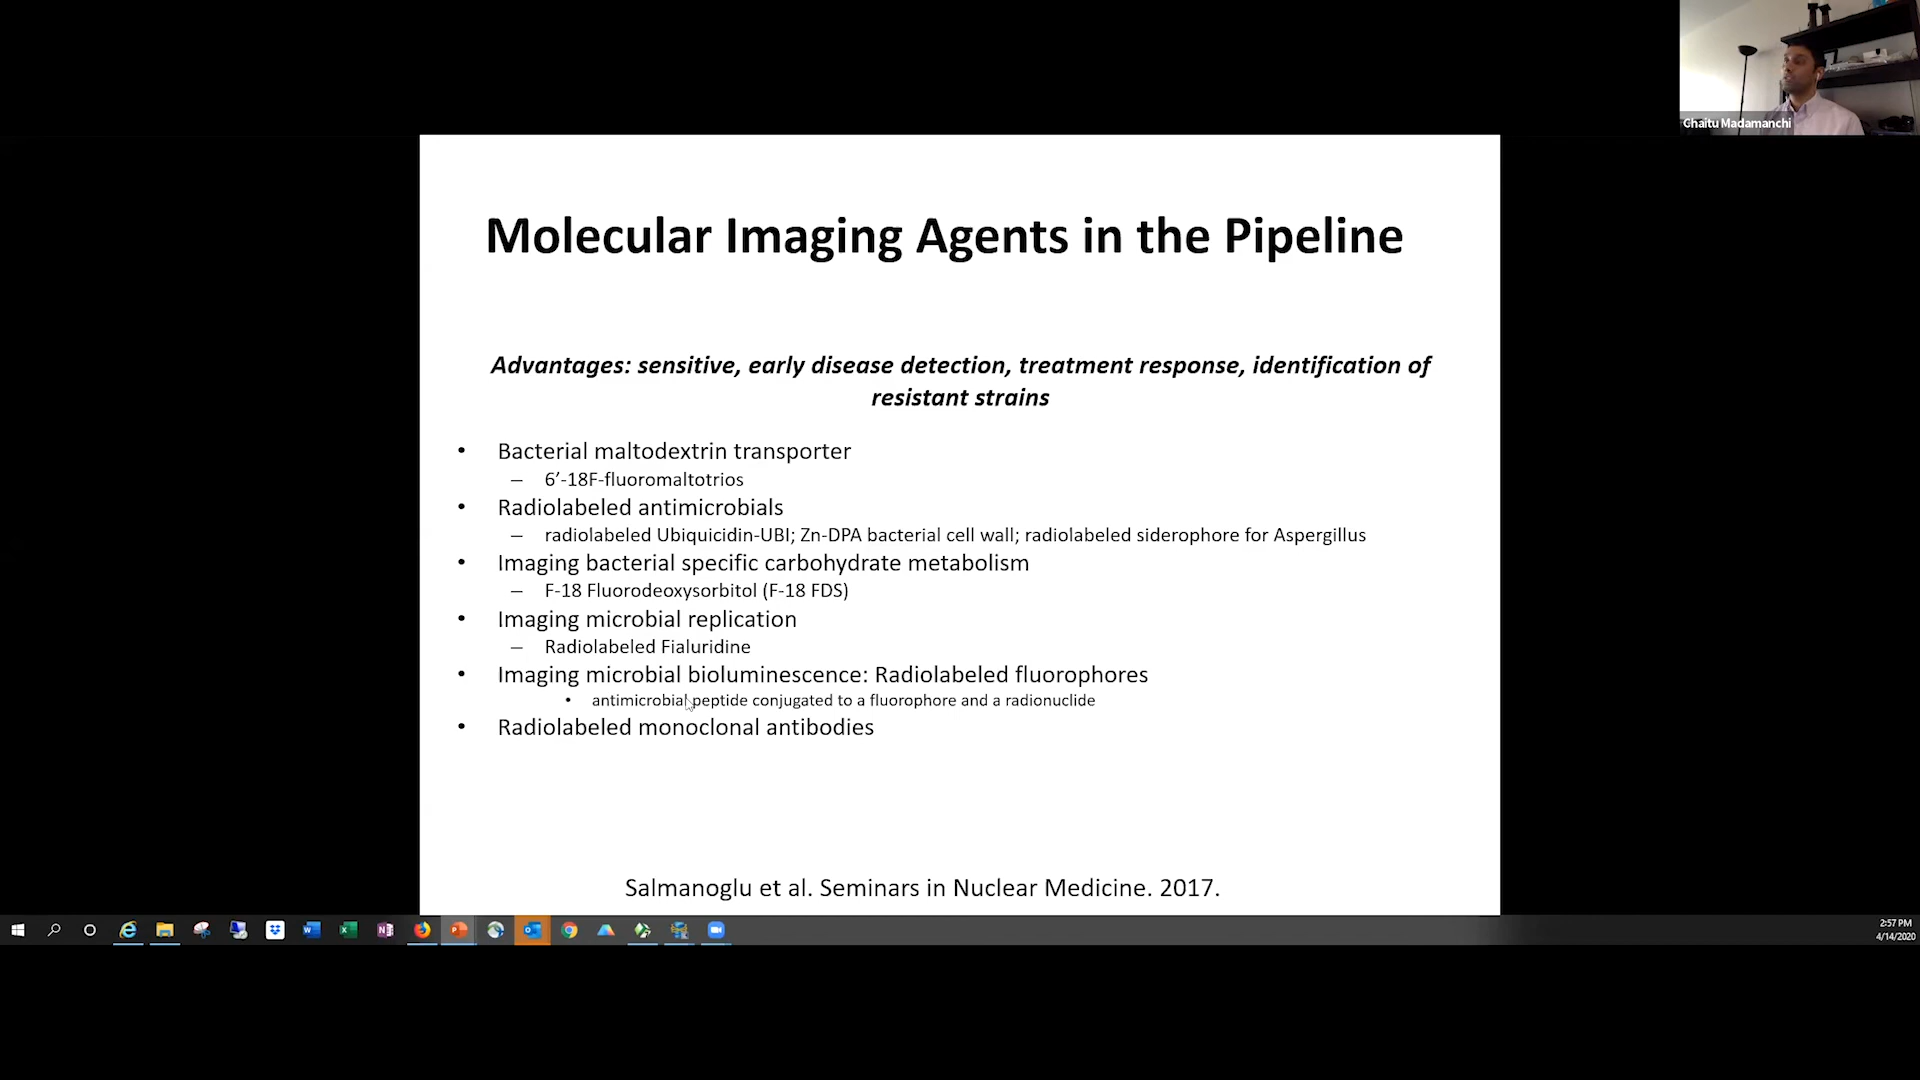 Chaitu Madamanchi
Molecular Imaging Agents in the Pipeline
Advantages: sensitive, early disease detection, treatment response, identification of
resistant strains
• Bacterial maltodextrin transporter
– 6’-18F-fluoromaltotrios
• Radiolabeled antimicrobials
– radiolabeled Ubiquicidin-UBI; Zn-DPA bacterial cell wall; radiolabeled siderophore for Aspergillus
• Imaging bacterial specific carbohydrate metabolism
– F-18 Fluorodeoxysorbitol (F-18 FDS)
• Imaging microbial replication
– Radiolabeled Fialuridine
• Imaging microbial bioluminescence: Radiolabeled fluorophores
• antimicrobial peptide conjugated to a fluorophore and a radionuclide
• Radiolabeled monoclonal antibodies
Salmanoglu et al. Seminars in Nuclear Medicine. 2017.
2:57 PM
4/14/2020